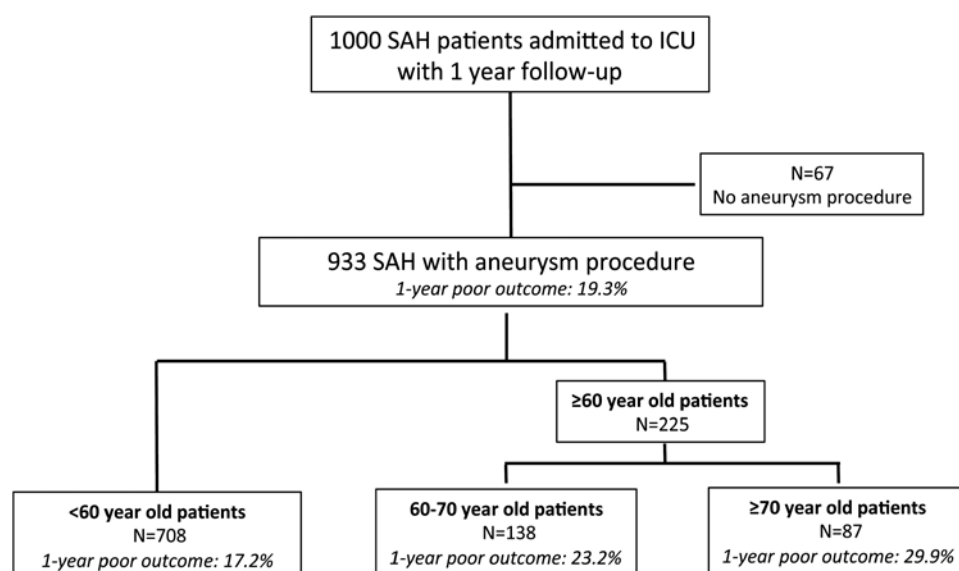 1000 SAH patients admitted to ICU
with 1 year follow-up
N=67
No aneurysm procedure
933 SAH with aneurysm procedure
1-year poor outcome: 19.3%
≥60 year old patients
N=225
<60 year old patients
N=708
1-year poor outcome: 17.2%
60-70 year old patients
N=138
1-year poor outcome: 23.2%
≥70 year old patients
N=87
1-year poor outcome: 29.9%